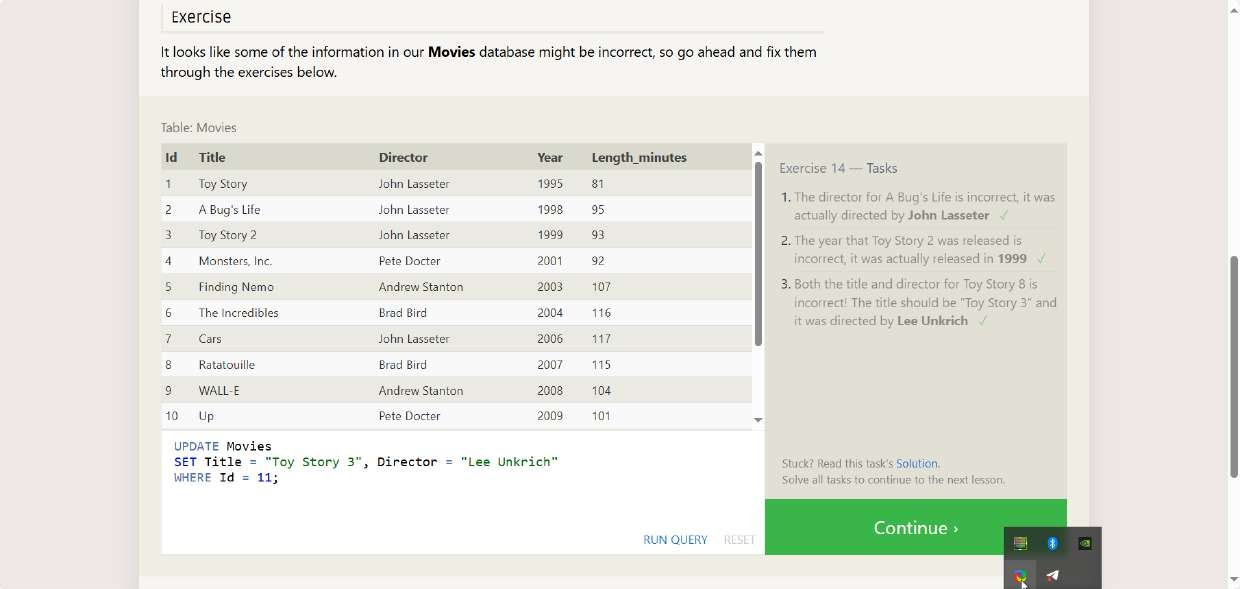 Exercise
It looks like some of the information in our Movies database might be incorrect, so go ahead and fix them
through the exercises below.
Table: Movies
Id Title Director Year Length_minutes
1 Toy Story John Lasseter 1995 81
2 A Bug's Life John Lasseter 1998 95
3 Toy Story 2 John Lasseter 1999 93
4 Monsters, Inc. Pete Docter 2001 92
5 Finding Nemo Andrew Stanton 2003 107
6 The Incredibles Brad Bird 2004 116
7 Cars John Lasseter 2006 117
8 Ratatouille Brad Bird 2007 115
9 WALL-E Andrew Stanton 2008 104
10 Up Pete Docter 2009 101
UPDATE Movies
SET Title = "Toy Story 3", Director = "Lee Unkrich"
WHERE Id = 11;
RUN QUERY RESET
Exercise 14 — Tasks
1. The director for A Bug's Life is incorrect, it was
actually directed by John Lasseter ✓
2. The year that Toy Story 2 was released is
incorrect, it was actually released in 1999 ✓
3. Both the title and director for Toy Story 8 is
incorrect! The title should be "Toy Story 3" and
it was directed by Lee Unkrich ✓
Stuck? Read this task's Solution.
Solve all tasks to continue to the next lesson.
Continue ›